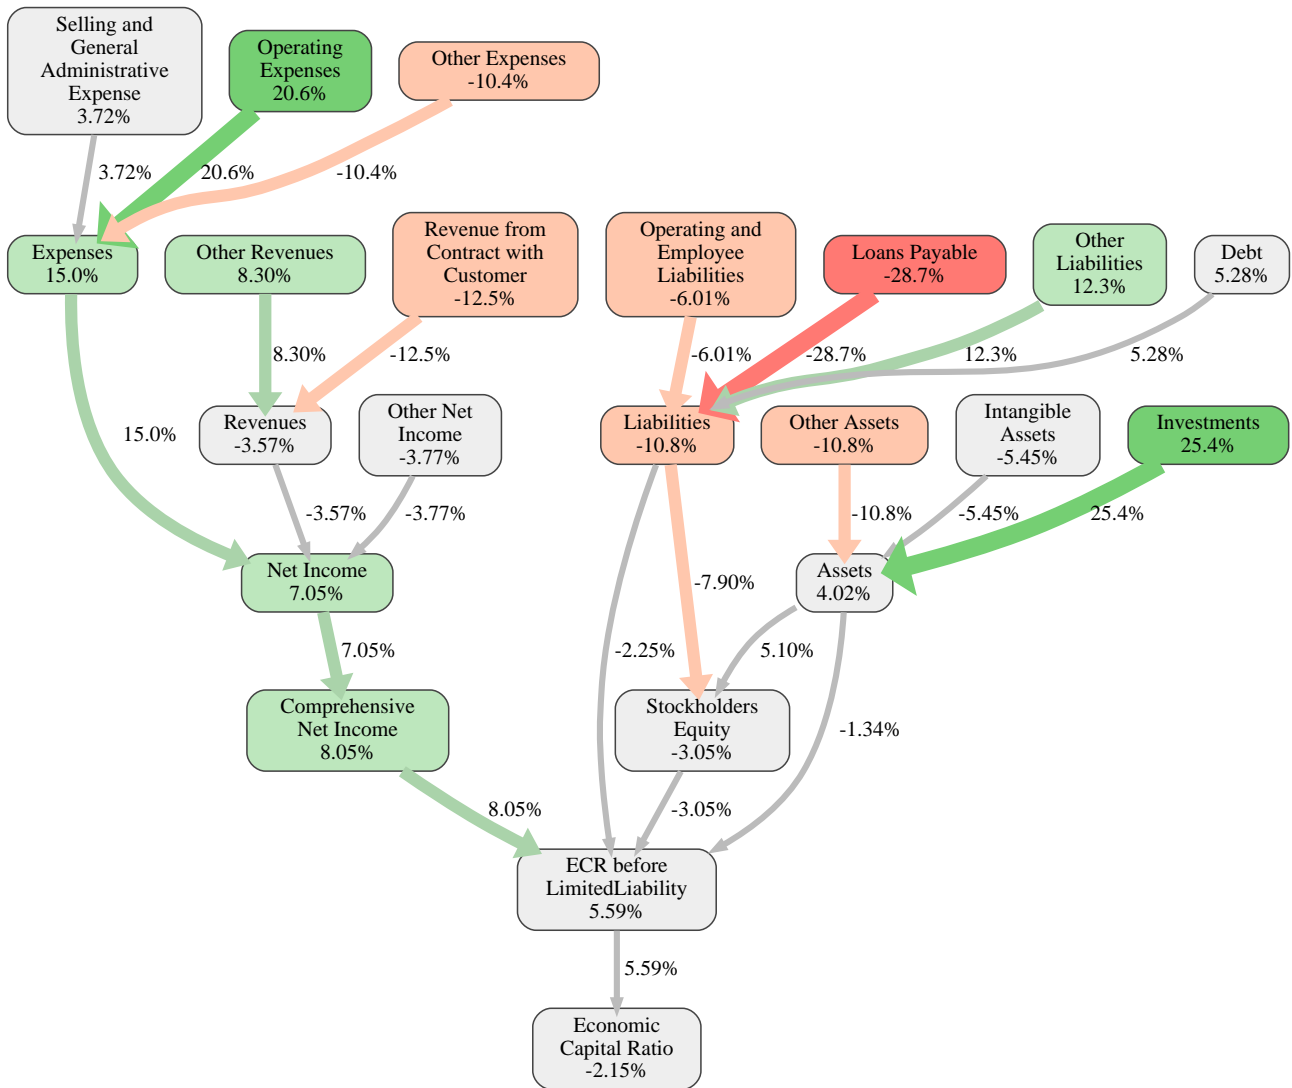 Selling and
General
Administrative
Expense
3.72%
Operating
Expenses
20.6%
Other Expenses
-10.4%
3.72%
20.6%
-10.4%
Expenses
15.0%
Other Revenues
8.30%
Revenue from
Contract with
Customer
-12.5%
Operating and
Employee
Liabilities
-6.01%
Loans Payable
-28.7%
Other
Liabilities
12.3%
Debt
5.28%
8.30%
-12.5%
-6.01%
-28.7%
12.3%
5.28%
15.0%
Revenues
-3.57%
Other Net
Income
-3.77%
Liabilities
-10.8%
Other Assets
-10.8%
Intangible
Assets
-5.45%
Investments
25.4%
-3.57%
-3.77%
-10.8%
-5.45%
25.4%
Net Income
7.05%
-7.90%
Assets
4.02%
7.05%
-2.25%
5.10%
Comprehensive
Net Income
8.05%
Stockholders
Equity
-3.05%
-1.34%
8.05%
-3.05%
ECR before
LimitedLiability
5.59%
5.59%
Economic
Capital Ratio
-2.15%